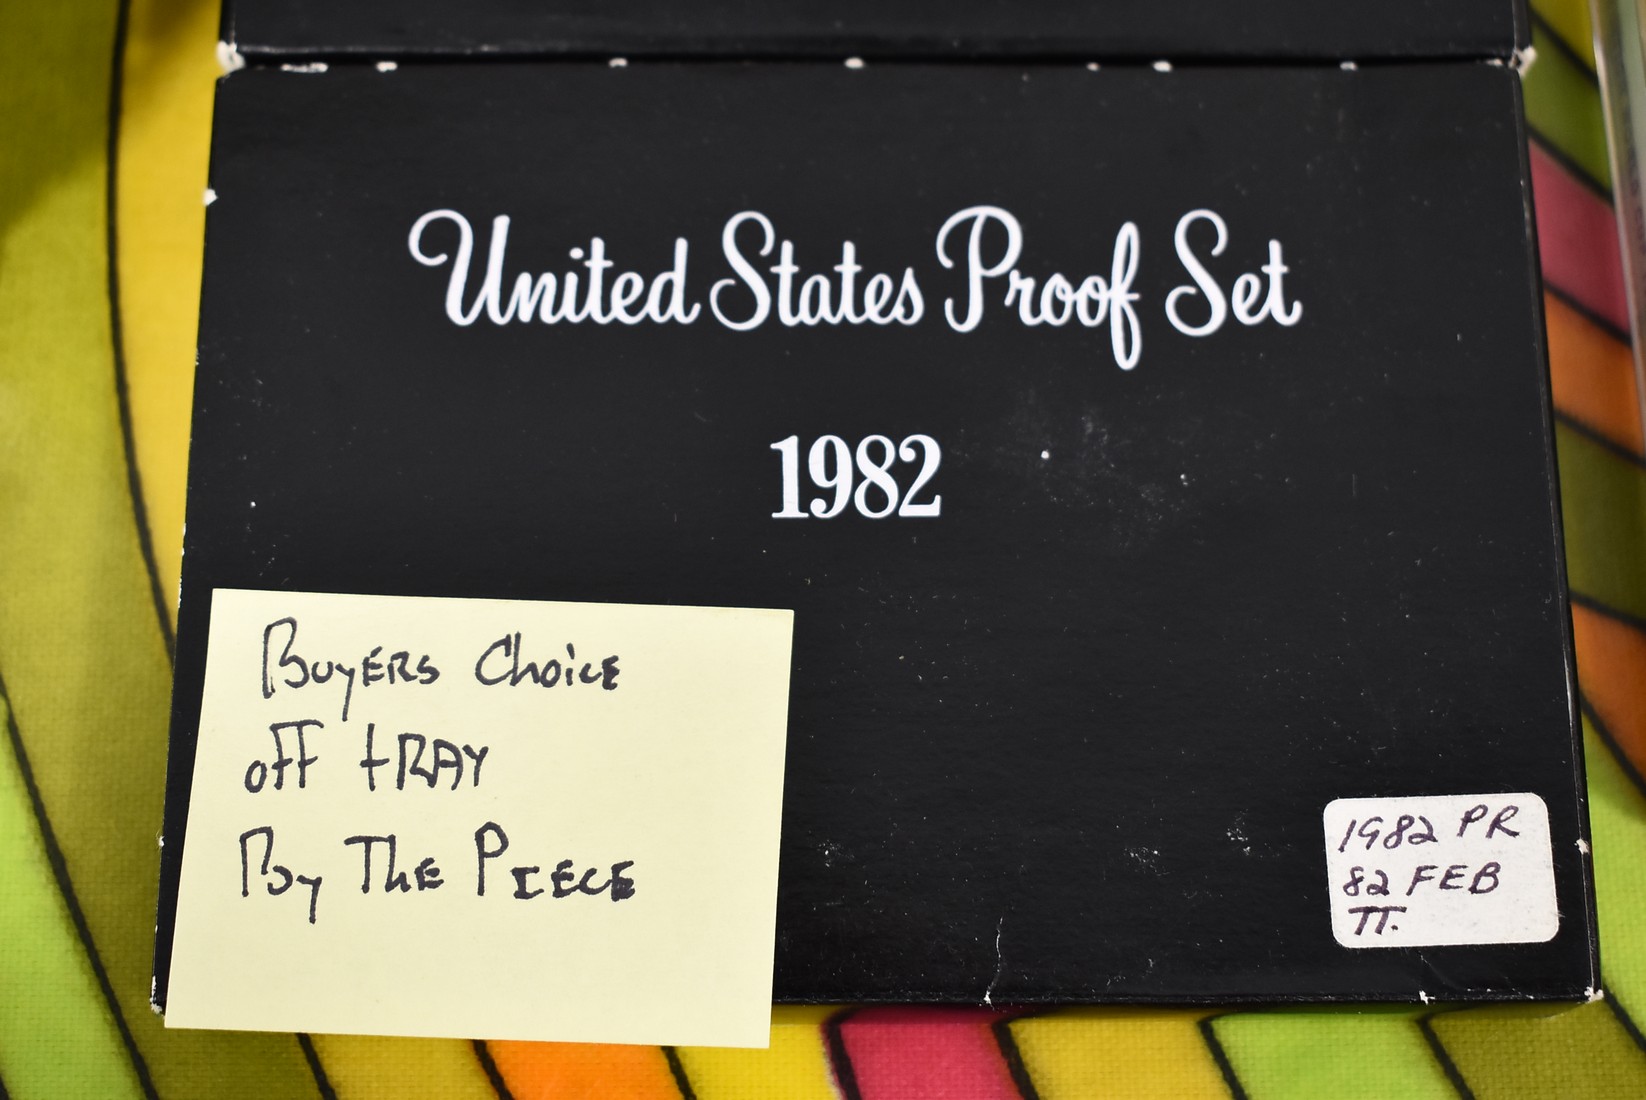 United States Proof Set
1982
Buyers Choice
off tRAY
By The Piece
1982 PR
82 FEB
TT.